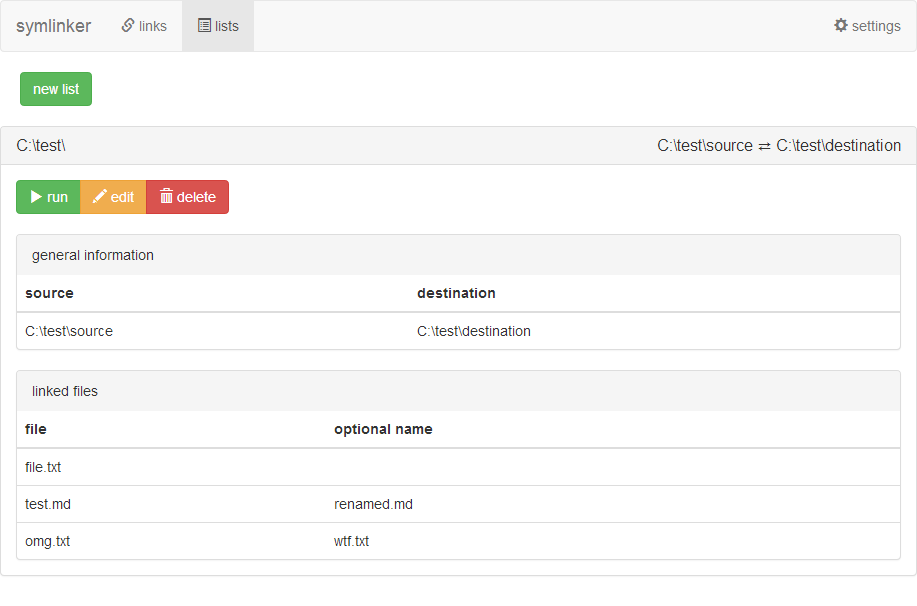 symlinker links lists settings
new list
C:\test\ C:\test\source ⇄ C:\test\destination
run edit delete
general information
source destination
C:\test\source C:\test\destination
linked files
file optional name
file.txt
test.md renamed.md
omg.txt wtf.txt